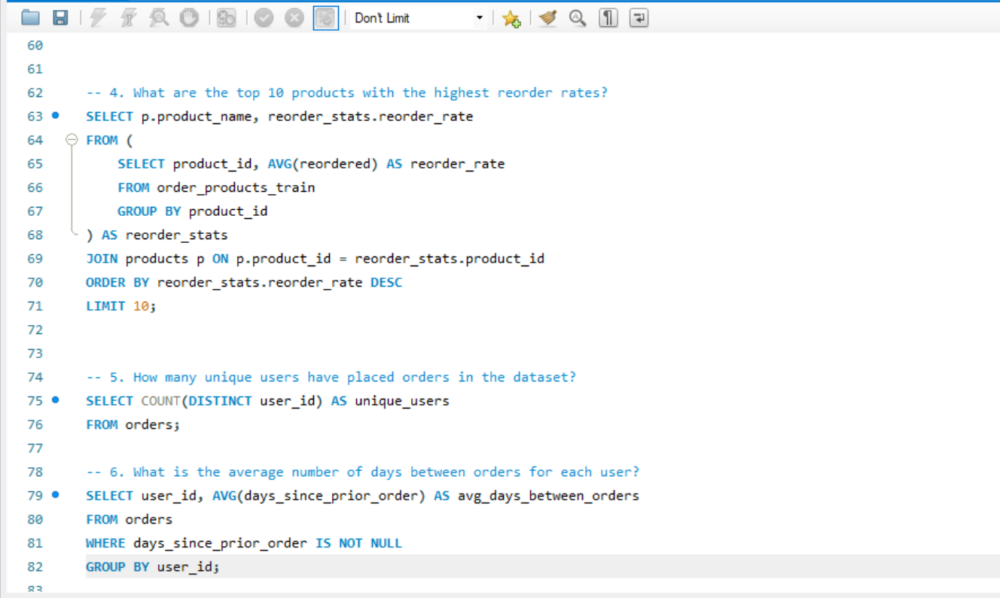 Don't Limit
60
61
62 -- 4. What are the top 10 products with the highest reorder rates?
63 SELECT p.product_name, reorder_stats.reorder_rate
64 FROM (
65 SELECT product_id, AVG(reordered) AS reorder_rate
66 FROM order_products_train
67 GROUP BY product_id
68 ) AS reorder_stats
69 JOIN products p ON p.product_id = reorder_stats.product_id
70 ORDER BY reorder_stats.reorder_rate DESC
71 LIMIT 10;
72
73
74 -- 5. How many unique users have placed orders in the dataset?
75 SELECT COUNT(DISTINCT user_id) AS unique_users
76 FROM orders;
77
78 -- 6. What is the average number of days between orders for each user?
79 SELECT user_id, AVG(days_since_prior_order) AS avg_days_between_orders
80 FROM orders
81 WHERE days_since_prior_order IS NOT NULL
82 GROUP BY user_id;
83